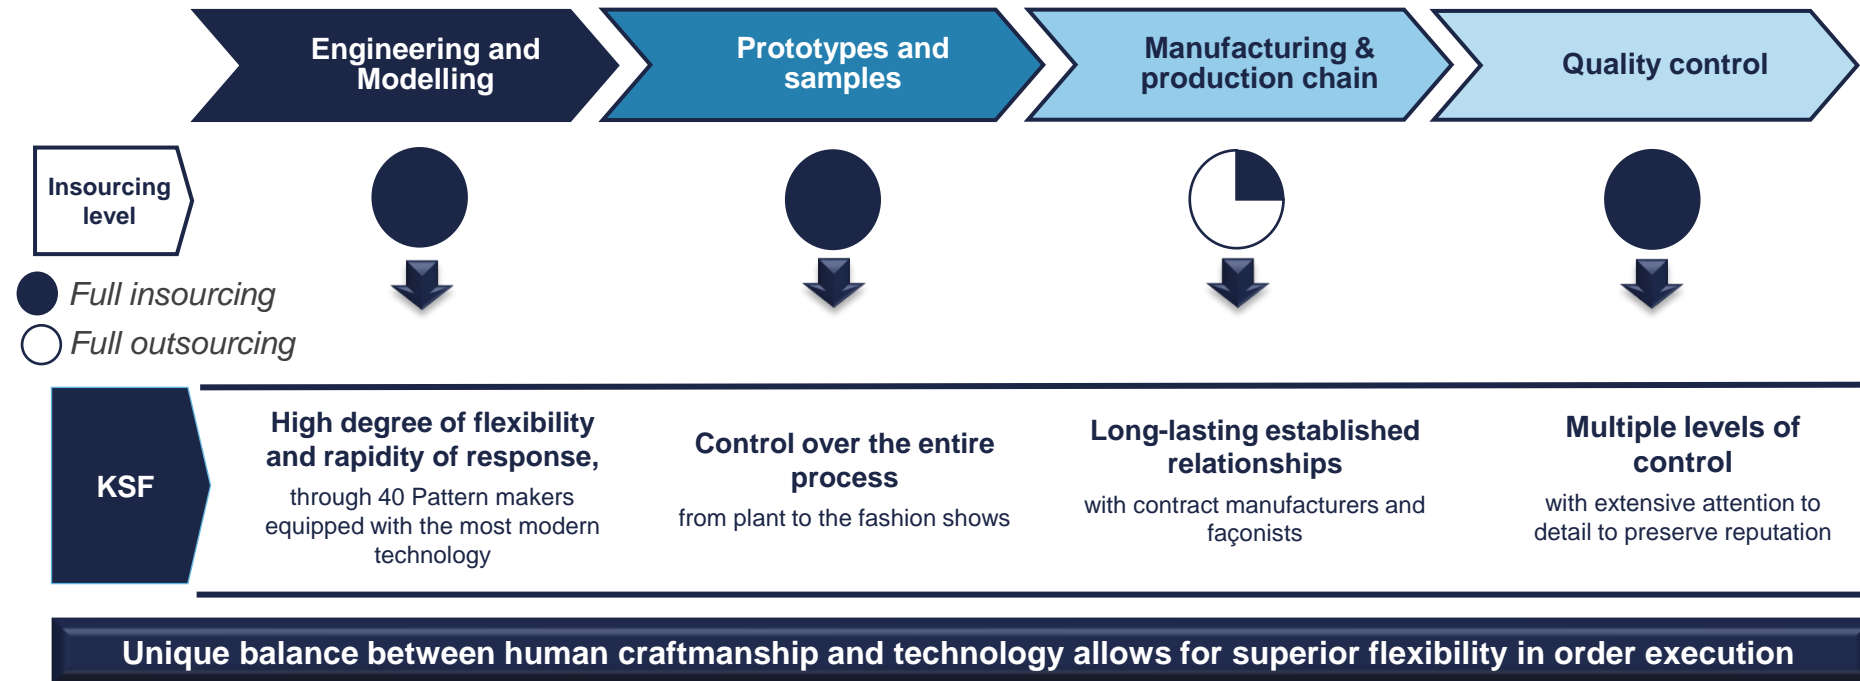 Engineering and
Modelling
Prototypes and
samples
Manufacturing &
production chain
Quality control
Insourcing
level
Full insourcing
Full outsourcing
KSF
High degree of flexibility
and rapidity of response,
through 40 Pattern makers
equipped with the most modern
technology
Control over the entire
process
from plant to the fashion shows
Long-lasting established
relationships
with contract manufacturers and
façonists
Multiple levels of
control
with extensive attention to
detail to preserve reputation
Unique balance between human craftmanship and technology allows for superior flexibility in order execution